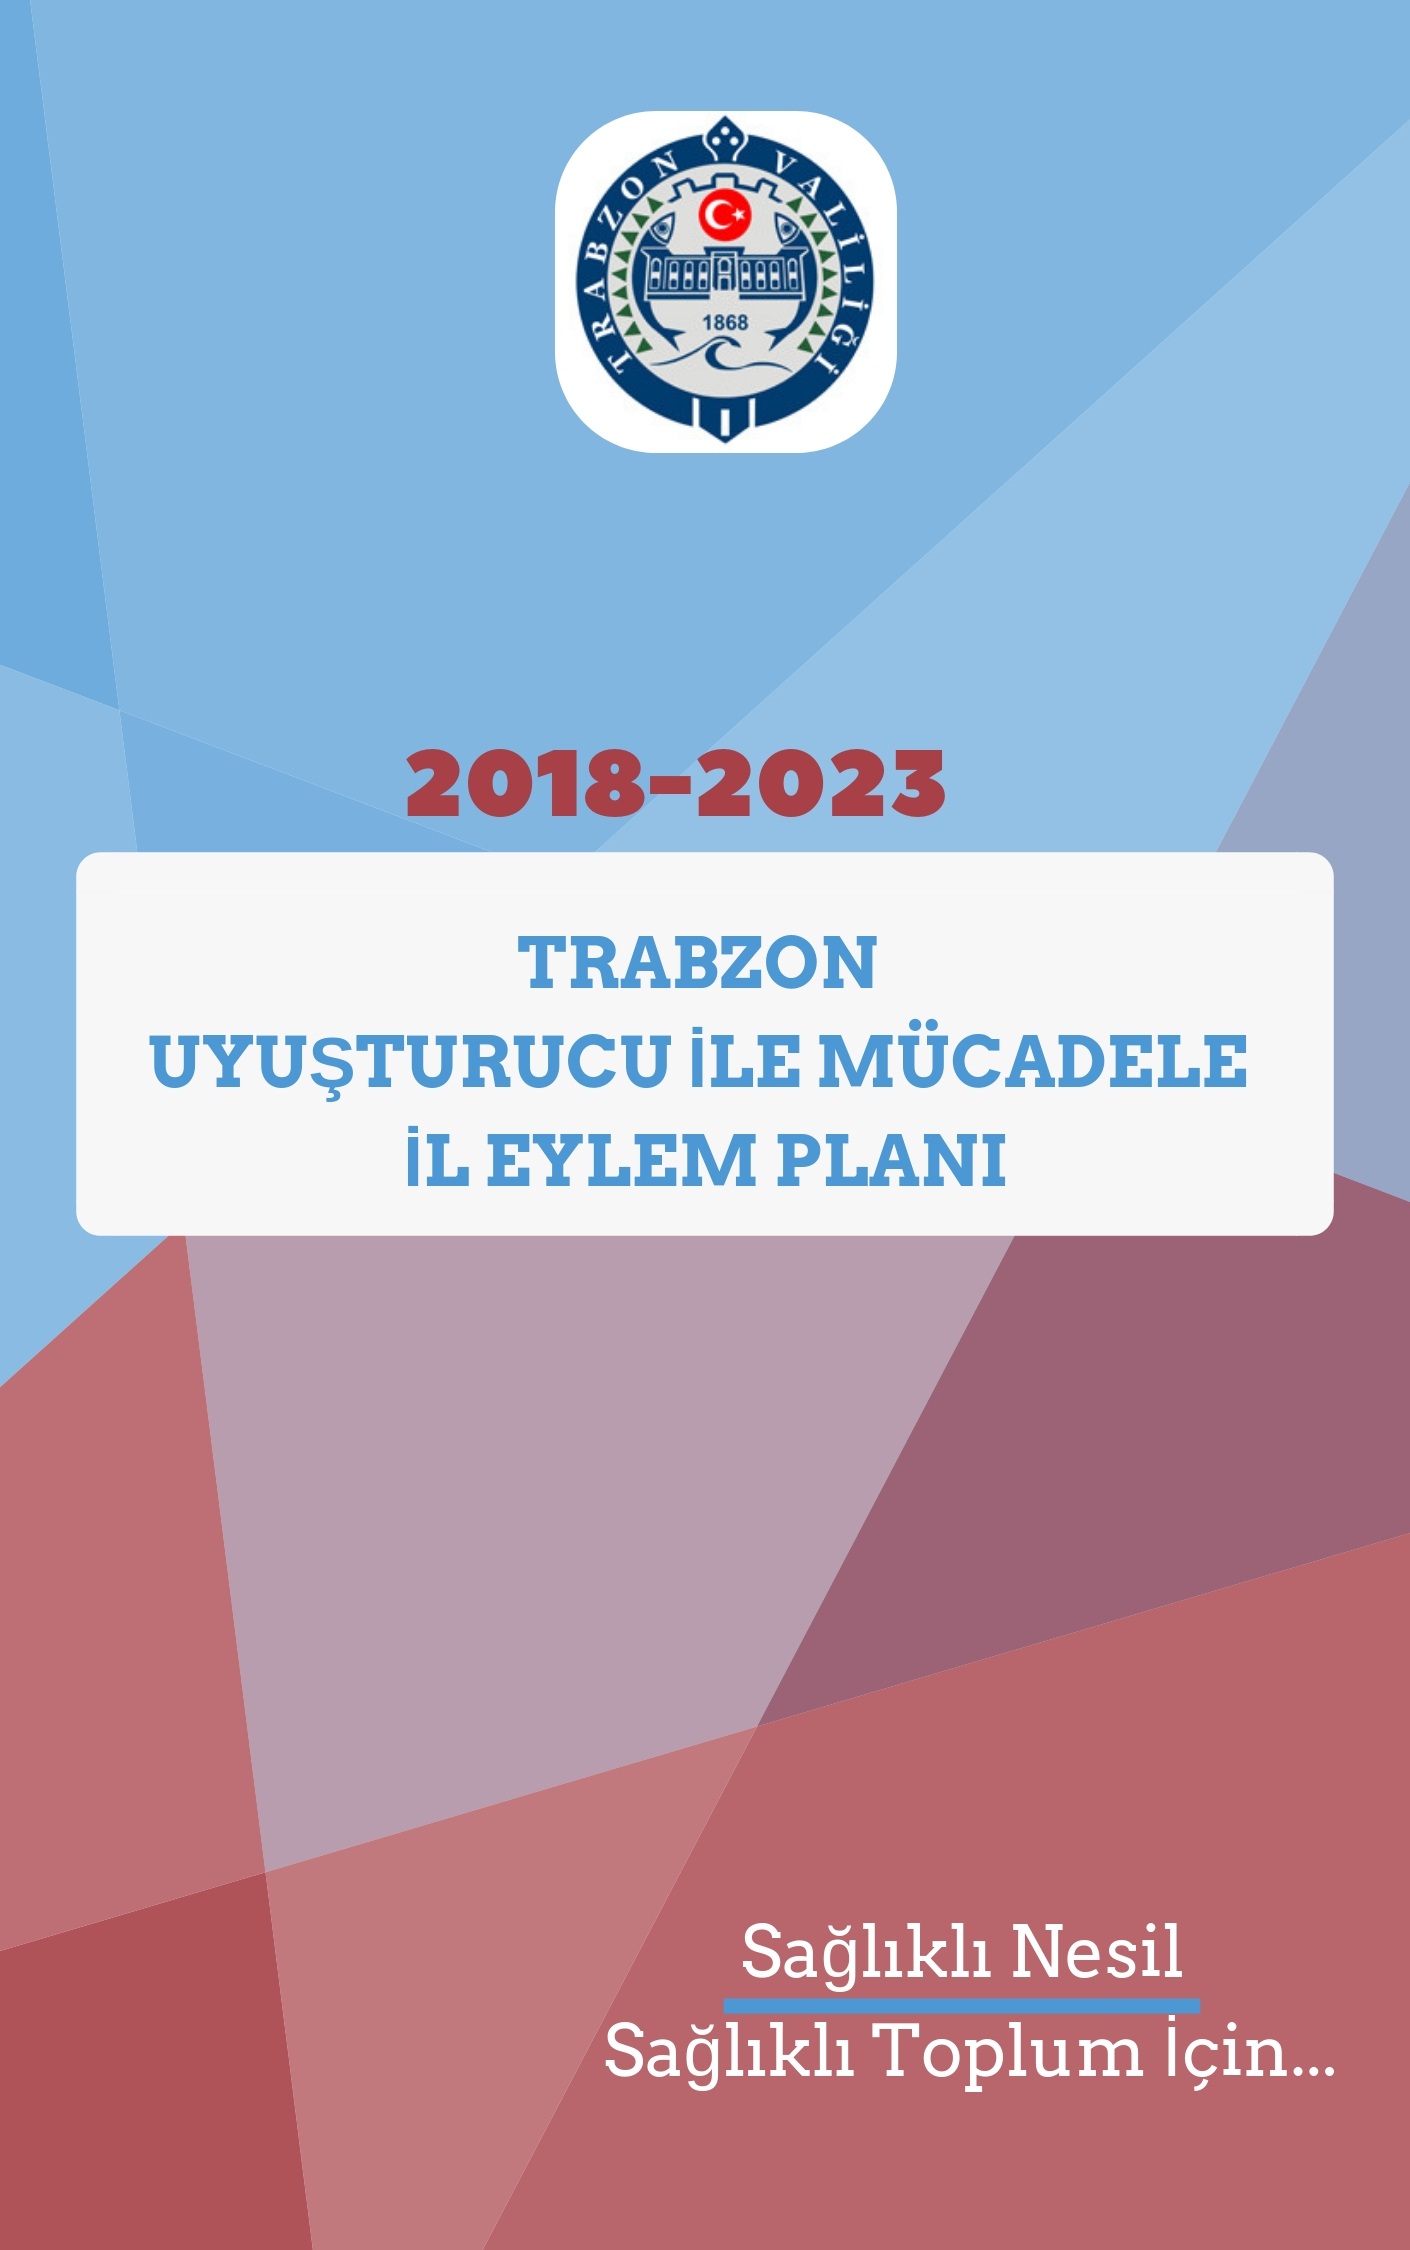 TRABZON VALİLİĞİ
1868
2018-2023
TRABZON
UYUŞTURUCU İLE MÜCADELE
İL EYLEM PLANI
Sağlıklı Nesil
Sağlıklı Toplum İçin...